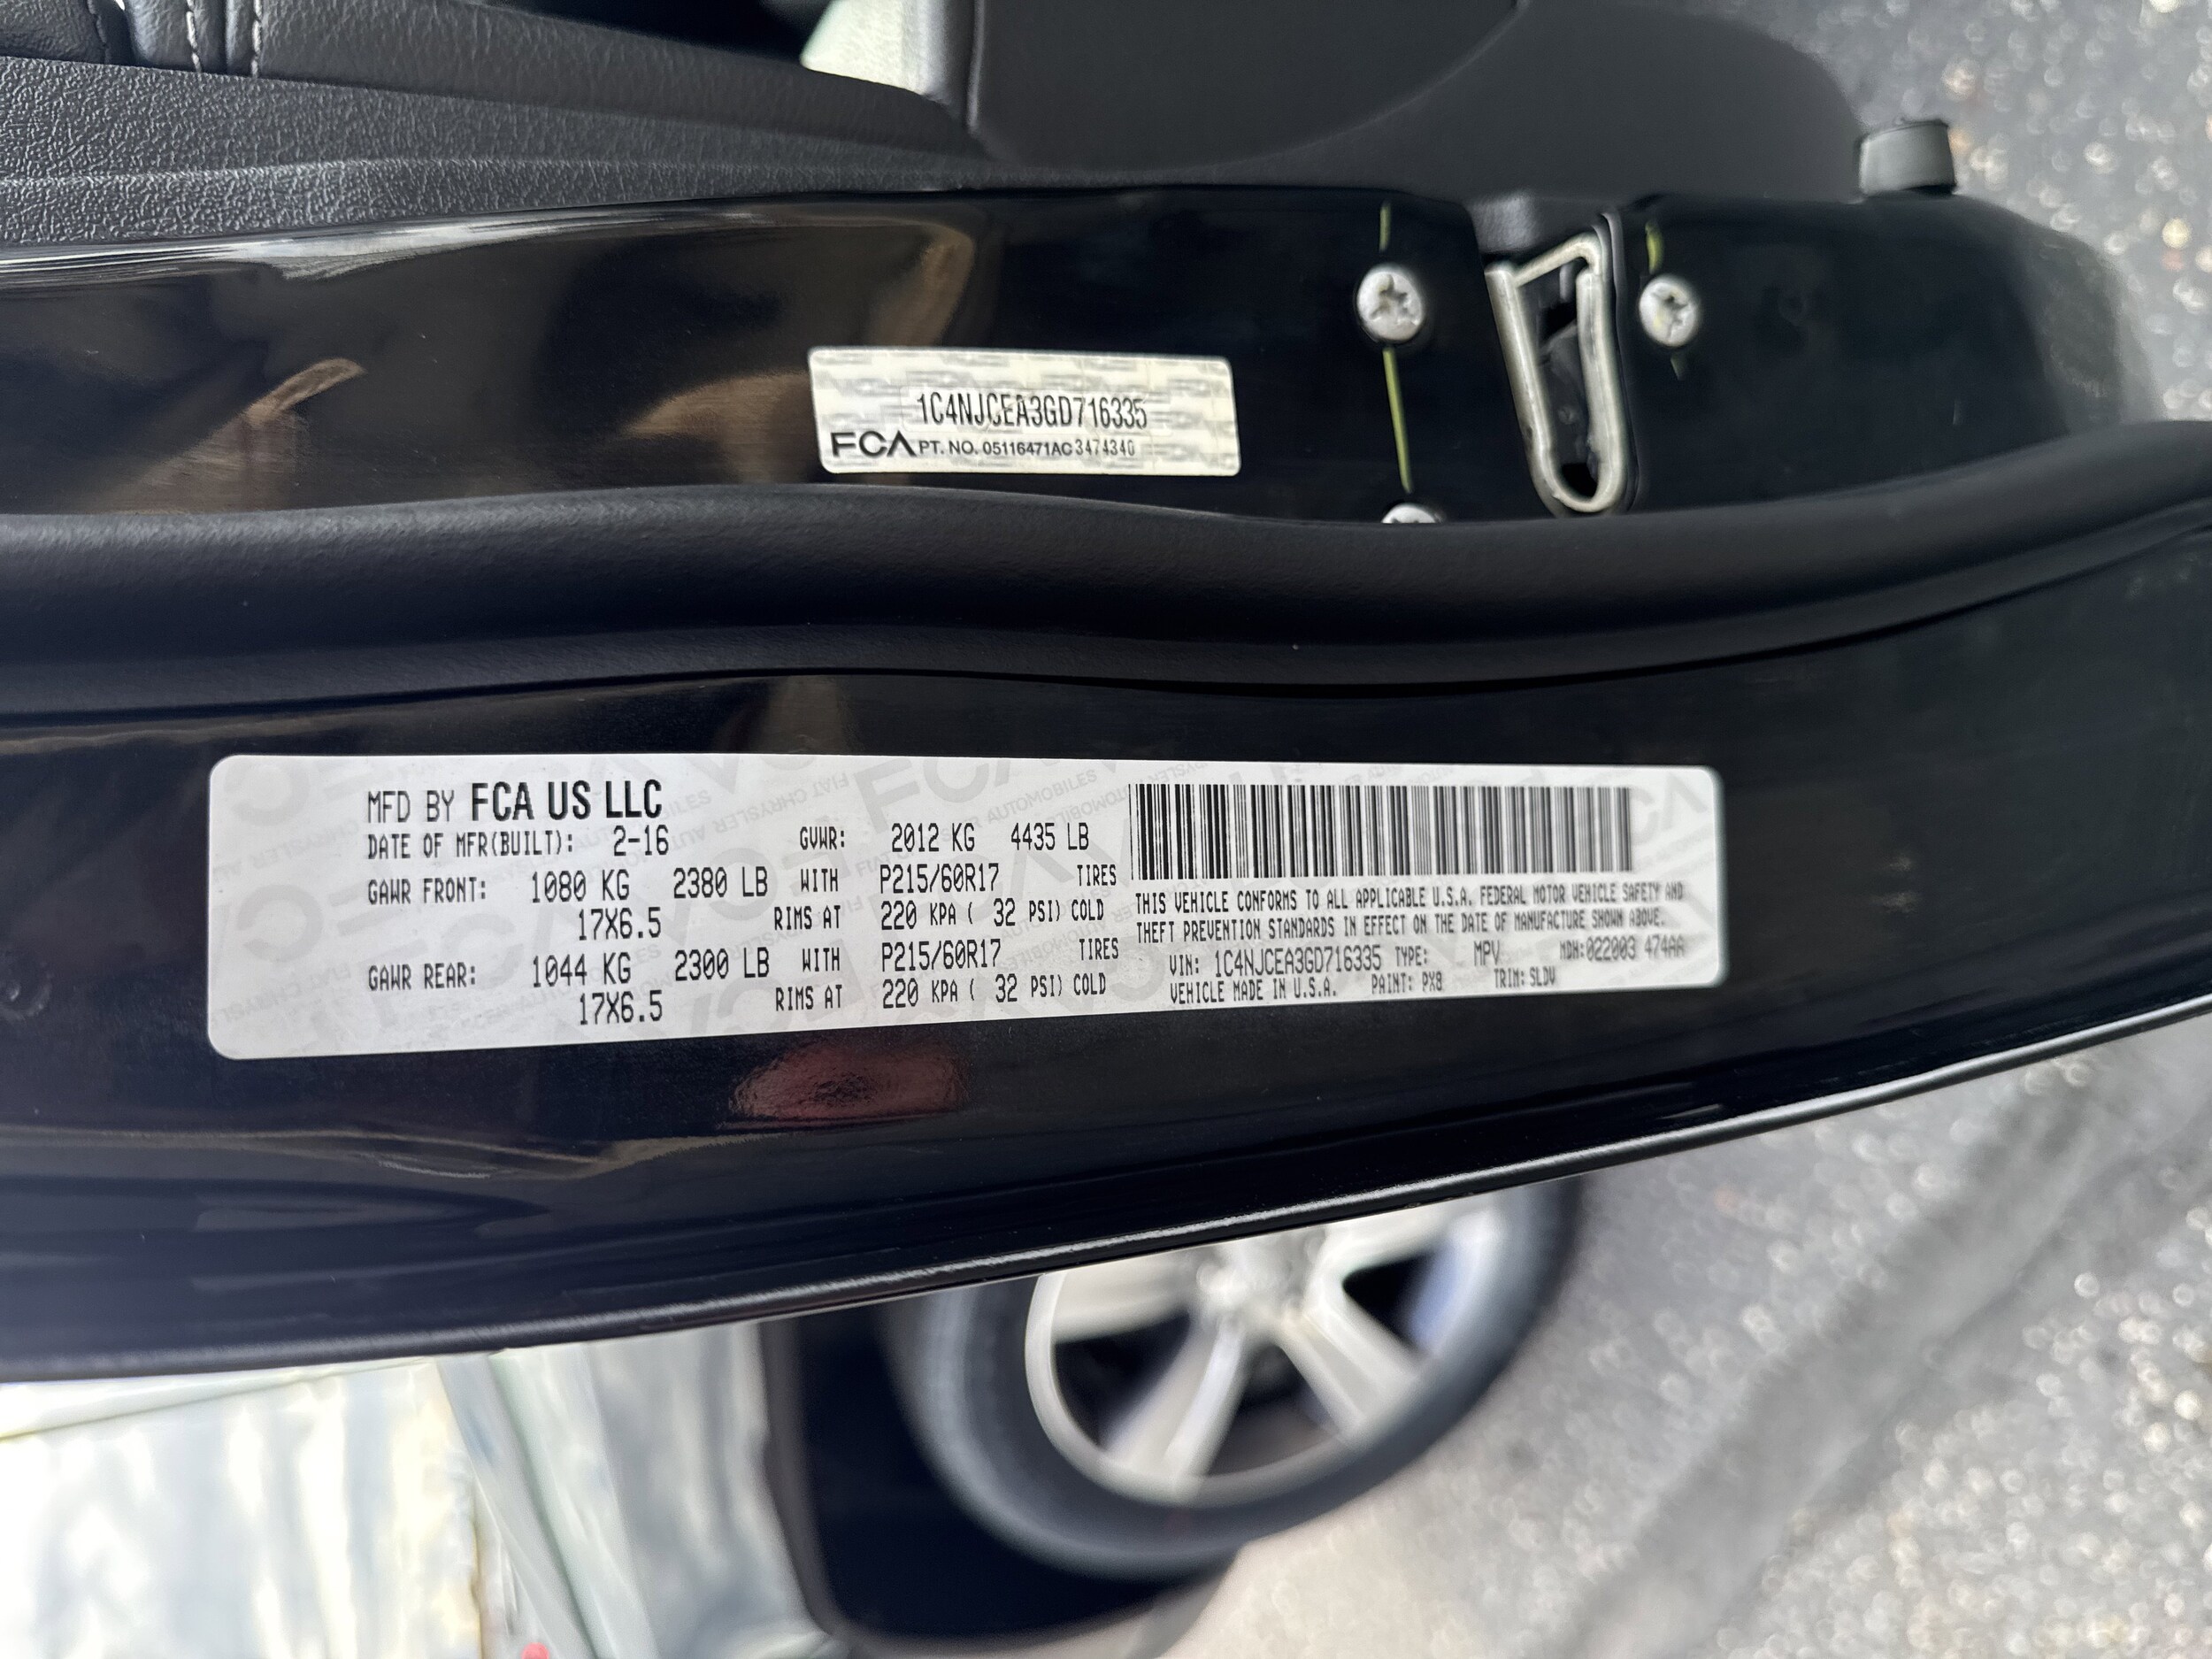 1C4NJCEA3GD716335
FCA PT. NO. 05116471AC 3474340
MFD BY FCA US LLC
DATE OF MFR(BUILT): 2-16 GVWR: 2012 KG 4435 LB
GAWR FRONT: 1080 KG 2380 LB WITH P215/60R17 TIRES
17X6.5 RIMS AT 220 KPA ( 32 PSI) COLD
GAWR REAR: 1044 KG 2300 LB WITH P215/60R17 TIRES
17X6.5 RIMS AT 220 KPA ( 32 PSI) COLD
THIS VEHICLE CONFORMS TO ALL APPLICABLE U.S.A. FEDERAL MOTOR VEHICLE SAFETY AND
THEFT PREVENTION STANDARDS IN EFFECT ON THE DATE OF MANUFACTURE SHOWN ABOVE.
VIN: 1C4NJCEA3GD716335 TYPE: MPV MDH:022003 474AA
VEHICLE MADE IN U.S.A. PAINT: PX8 TRIM: SLDV